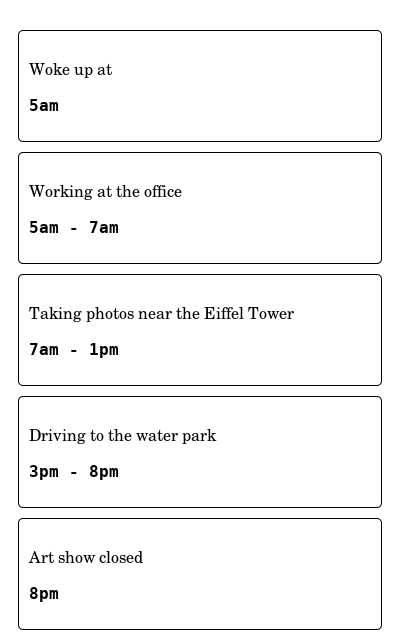 Woke up at
5am
Working at the office
5am - 7am
Taking photos near the Eiffel Tower
7am - 1pm
Driving to the water park
3pm - 8pm
Art show closed
8pm